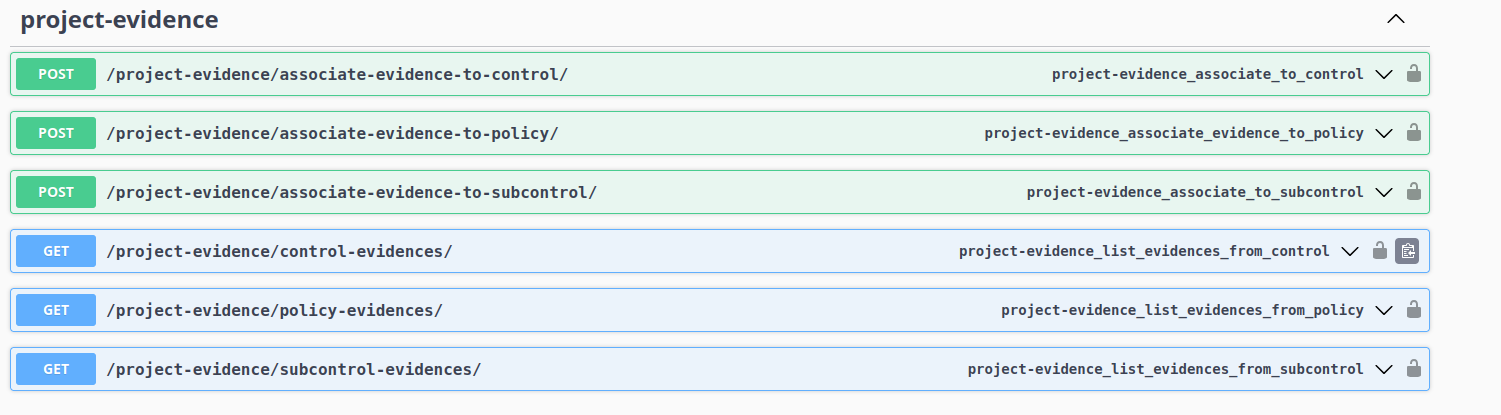 project-evidence
POST /project-evidence/associate-evidence-to-control/ project-evidence_associate_to_control
POST /project-evidence/associate-evidence-to-policy/ project-evidence_associate_evidence_to_policy
POST /project-evidence/associate-evidence-to-subcontrol/ project-evidence_associate_to_subcontrol
GET /project-evidence/control-evidences/ project-evidence_list_evidences_from_control
GET /project-evidence/policy-evidences/ project-evidence_list_evidences_from_policy
GET /project-evidence/subcontrol-evidences/ project-evidence_list_evidences_from_subcontrol